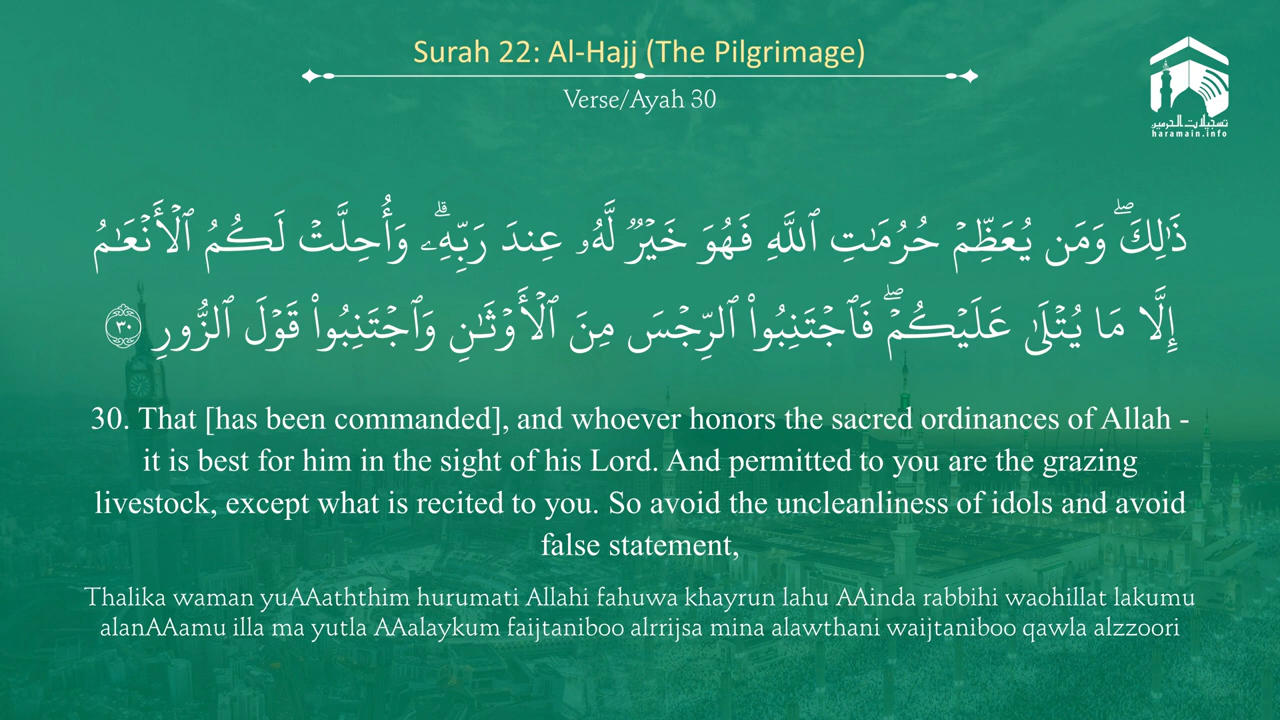 Surah 22: Al-Hajj (The Pilgrimage)
Verse/Ayah 30
تسجيلات الحرمين
haramain.info
ذَٰلِكَۖ وَمَن يُعَظِّمۡ حُرُمَٰتِ ٱللَّهِ فَهُوَ خَيۡرٞ لَّهُۥ عِندَ رَبِّهِۦۗ وَأُحِلَّتۡ لَكُمُ ٱلۡأَنۡعَٰمُ
إِلَّا مَا يُتۡلَىٰ عَلَيۡكُمۡۖ فَٱجۡتَنِبُواْ ٱلرِّجۡسَ مِنَ ٱلۡأَوۡثَٰنِ وَٱجۡتَنِبُواْ قَوۡلَ ٱلزُّورِ ٣٠
30. That [has been commanded], and whoever honors the sacred ordinances of Allah -
it is best for him in the sight of his Lord. And permitted to you are the grazing
livestock, except what is recited to you. So avoid the uncleanliness of idols and avoid
false statement,
Thalika waman yuAAaththim hurumati Allahi fahuwa khayrun lahu AAinda rabbihi waohillat lakumu
alanAAamu illa ma yutla AAalaykum faijtaniboo alrrijsa mina alawthani waijtaniboo qawla alzzoori